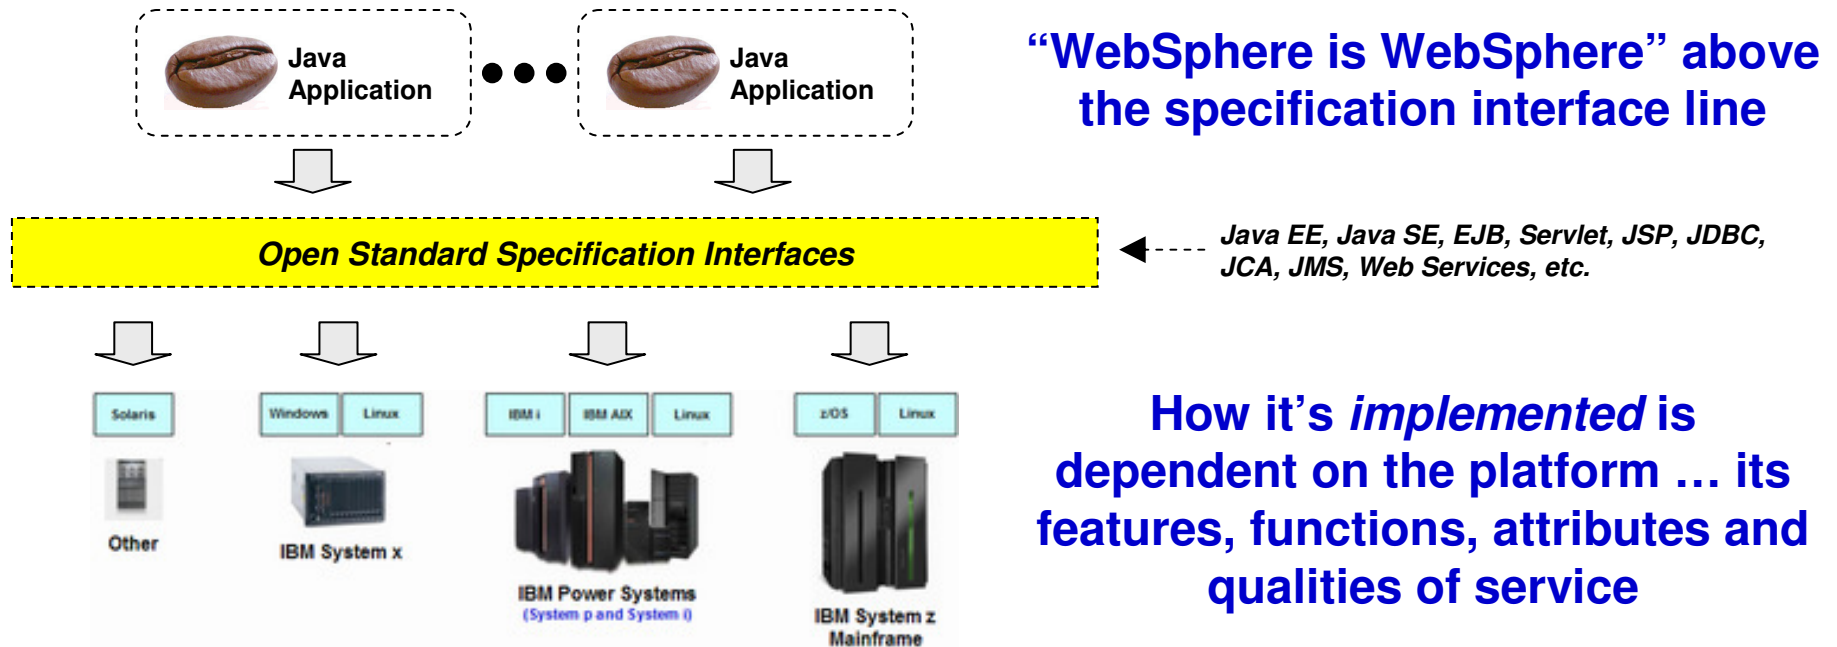 Java
Application
Java
Application
“WebSphere is WebSphere” above
the specification interface line
Open Standard Specification Interfaces
Java EE, Java SE, EJB, Servlet, JSP, JDBC,
JCA, JMS, Web Services, etc.
Solaris
Windows
Linux
IBM i
IBM AIX
Linux
z/OS
Linux
Other
IBM System x
IBM Power Systems
(System p and System i)
IBM System z
Mainframe
How it’s implemented is
dependent on the platform … its
features, functions, attributes and
qualities of service